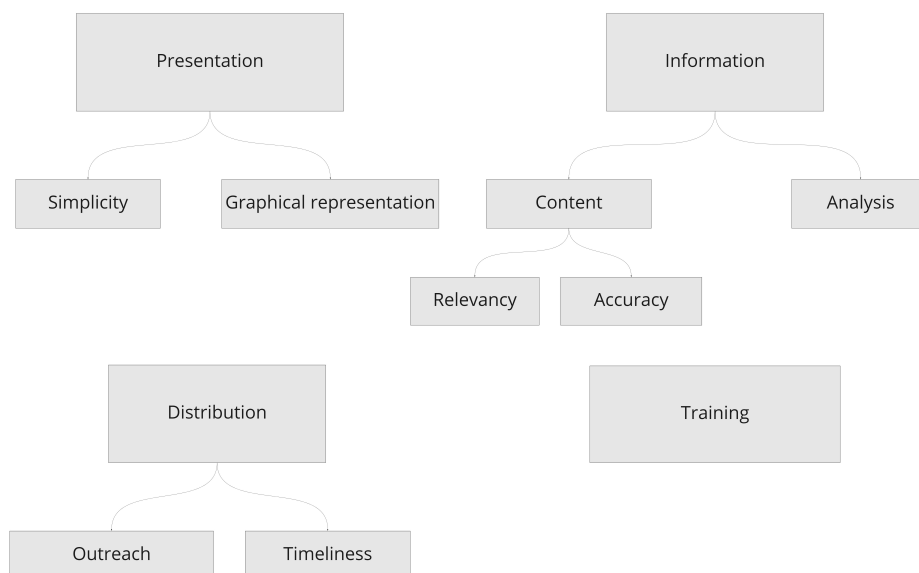 Presentation
Information
Simplicity
Graphical representation
Content
Analysis
Relevancy
Accuracy
Distribution
Training
Outreach
Timeliness